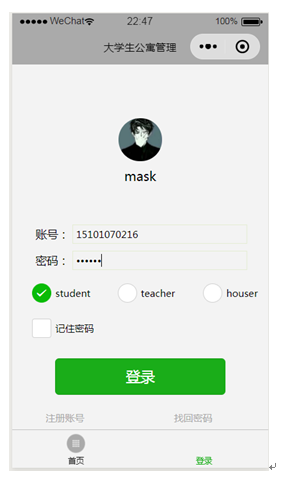 WeChat 22:47 100%
大学生公寓管理
mask
账号： 15101070216
密码： ••••••
student teacher houser
记住密码
登录
注册账号 找回密码
首页 登录